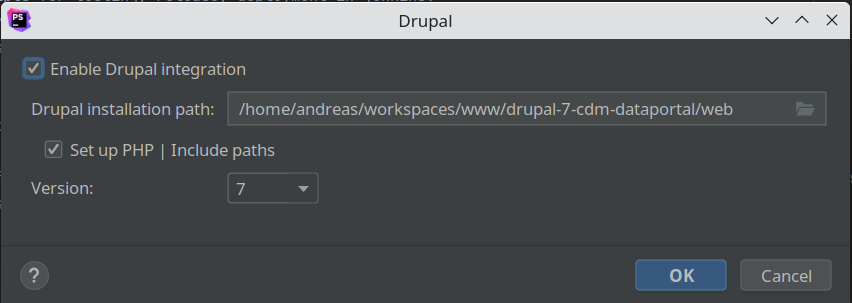 PS
Drupal
Enable Drupal integration
Drupal installation path: /home/andreas/workspaces/www/drupal-7-cdm-dataportal/web
Set up PHP | Include paths
Version: 7
? OK Cancel